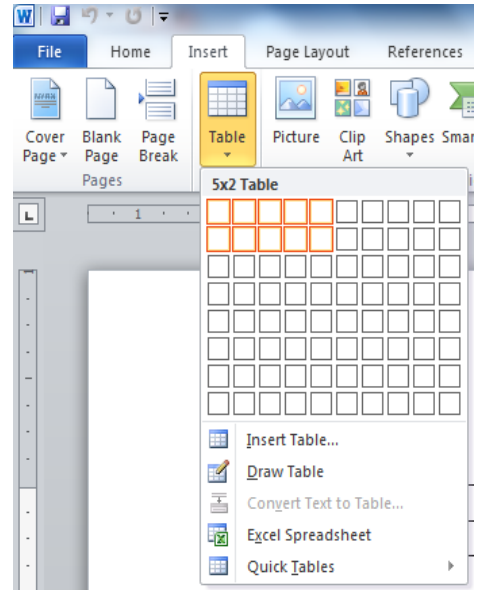 W
File Home Insert Page Layout References
Cover Page Blank Page Page Break Table Picture Clip Art Shapes Smar
Pages
5x2 Table
L 1
Insert Table...
Draw Table
Convert Text to Table...
Excel Spreadsheet
Quick Tables